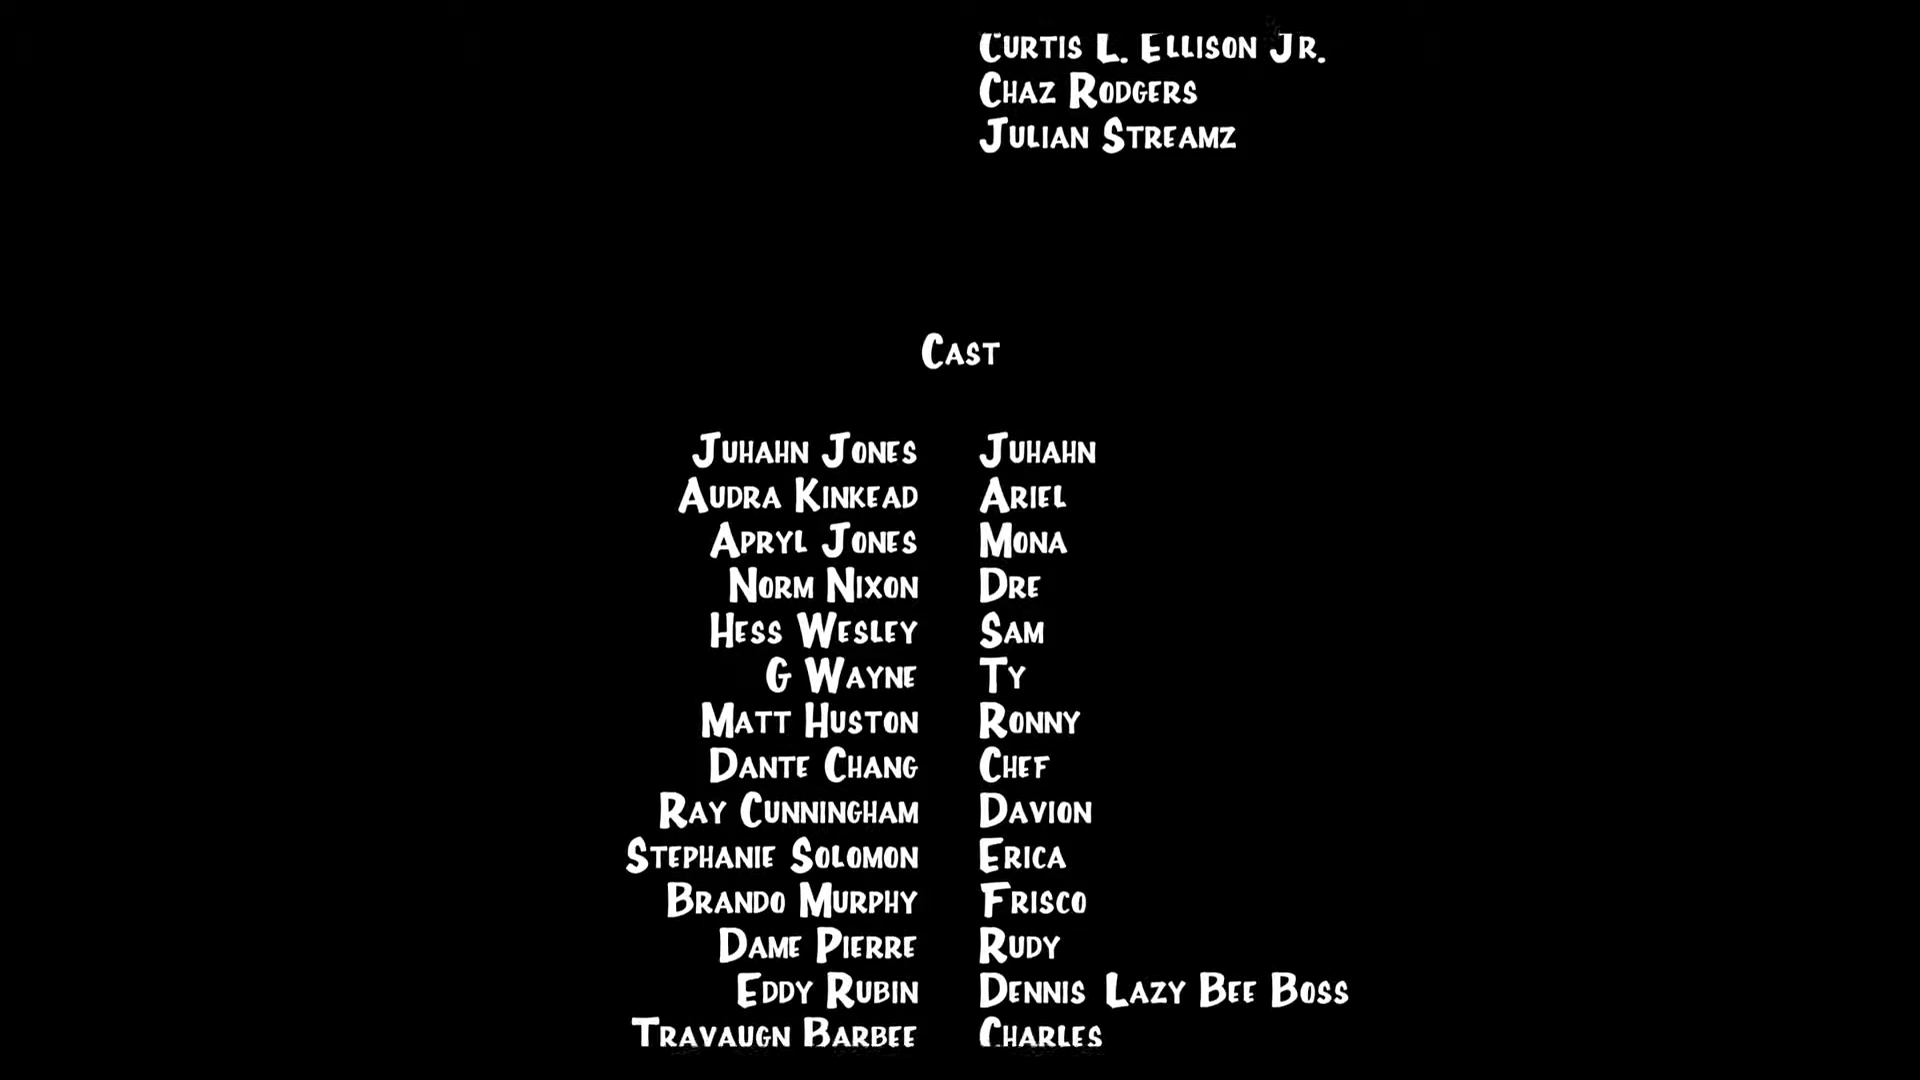 Curtis L. Ellison Jr.
Chaz Rodgers
Julian Streamz
Cast
Juhahn Jones Juhahn
Audra Kinkead Ariel
Apryl Jones Mona
Norm Nixon Dre
Hess Wesley Sam
G Wayne Ty
Matt Huston Ronny
Dante Chang Chef
Ray Cunningham Davion
Stephanie Solomon Erica
Brando Murphy Frisco
Dame Pierre Rudy
Eddy Rubin Dennis Lazy Bee Boss
Travaugn Barbee Charles